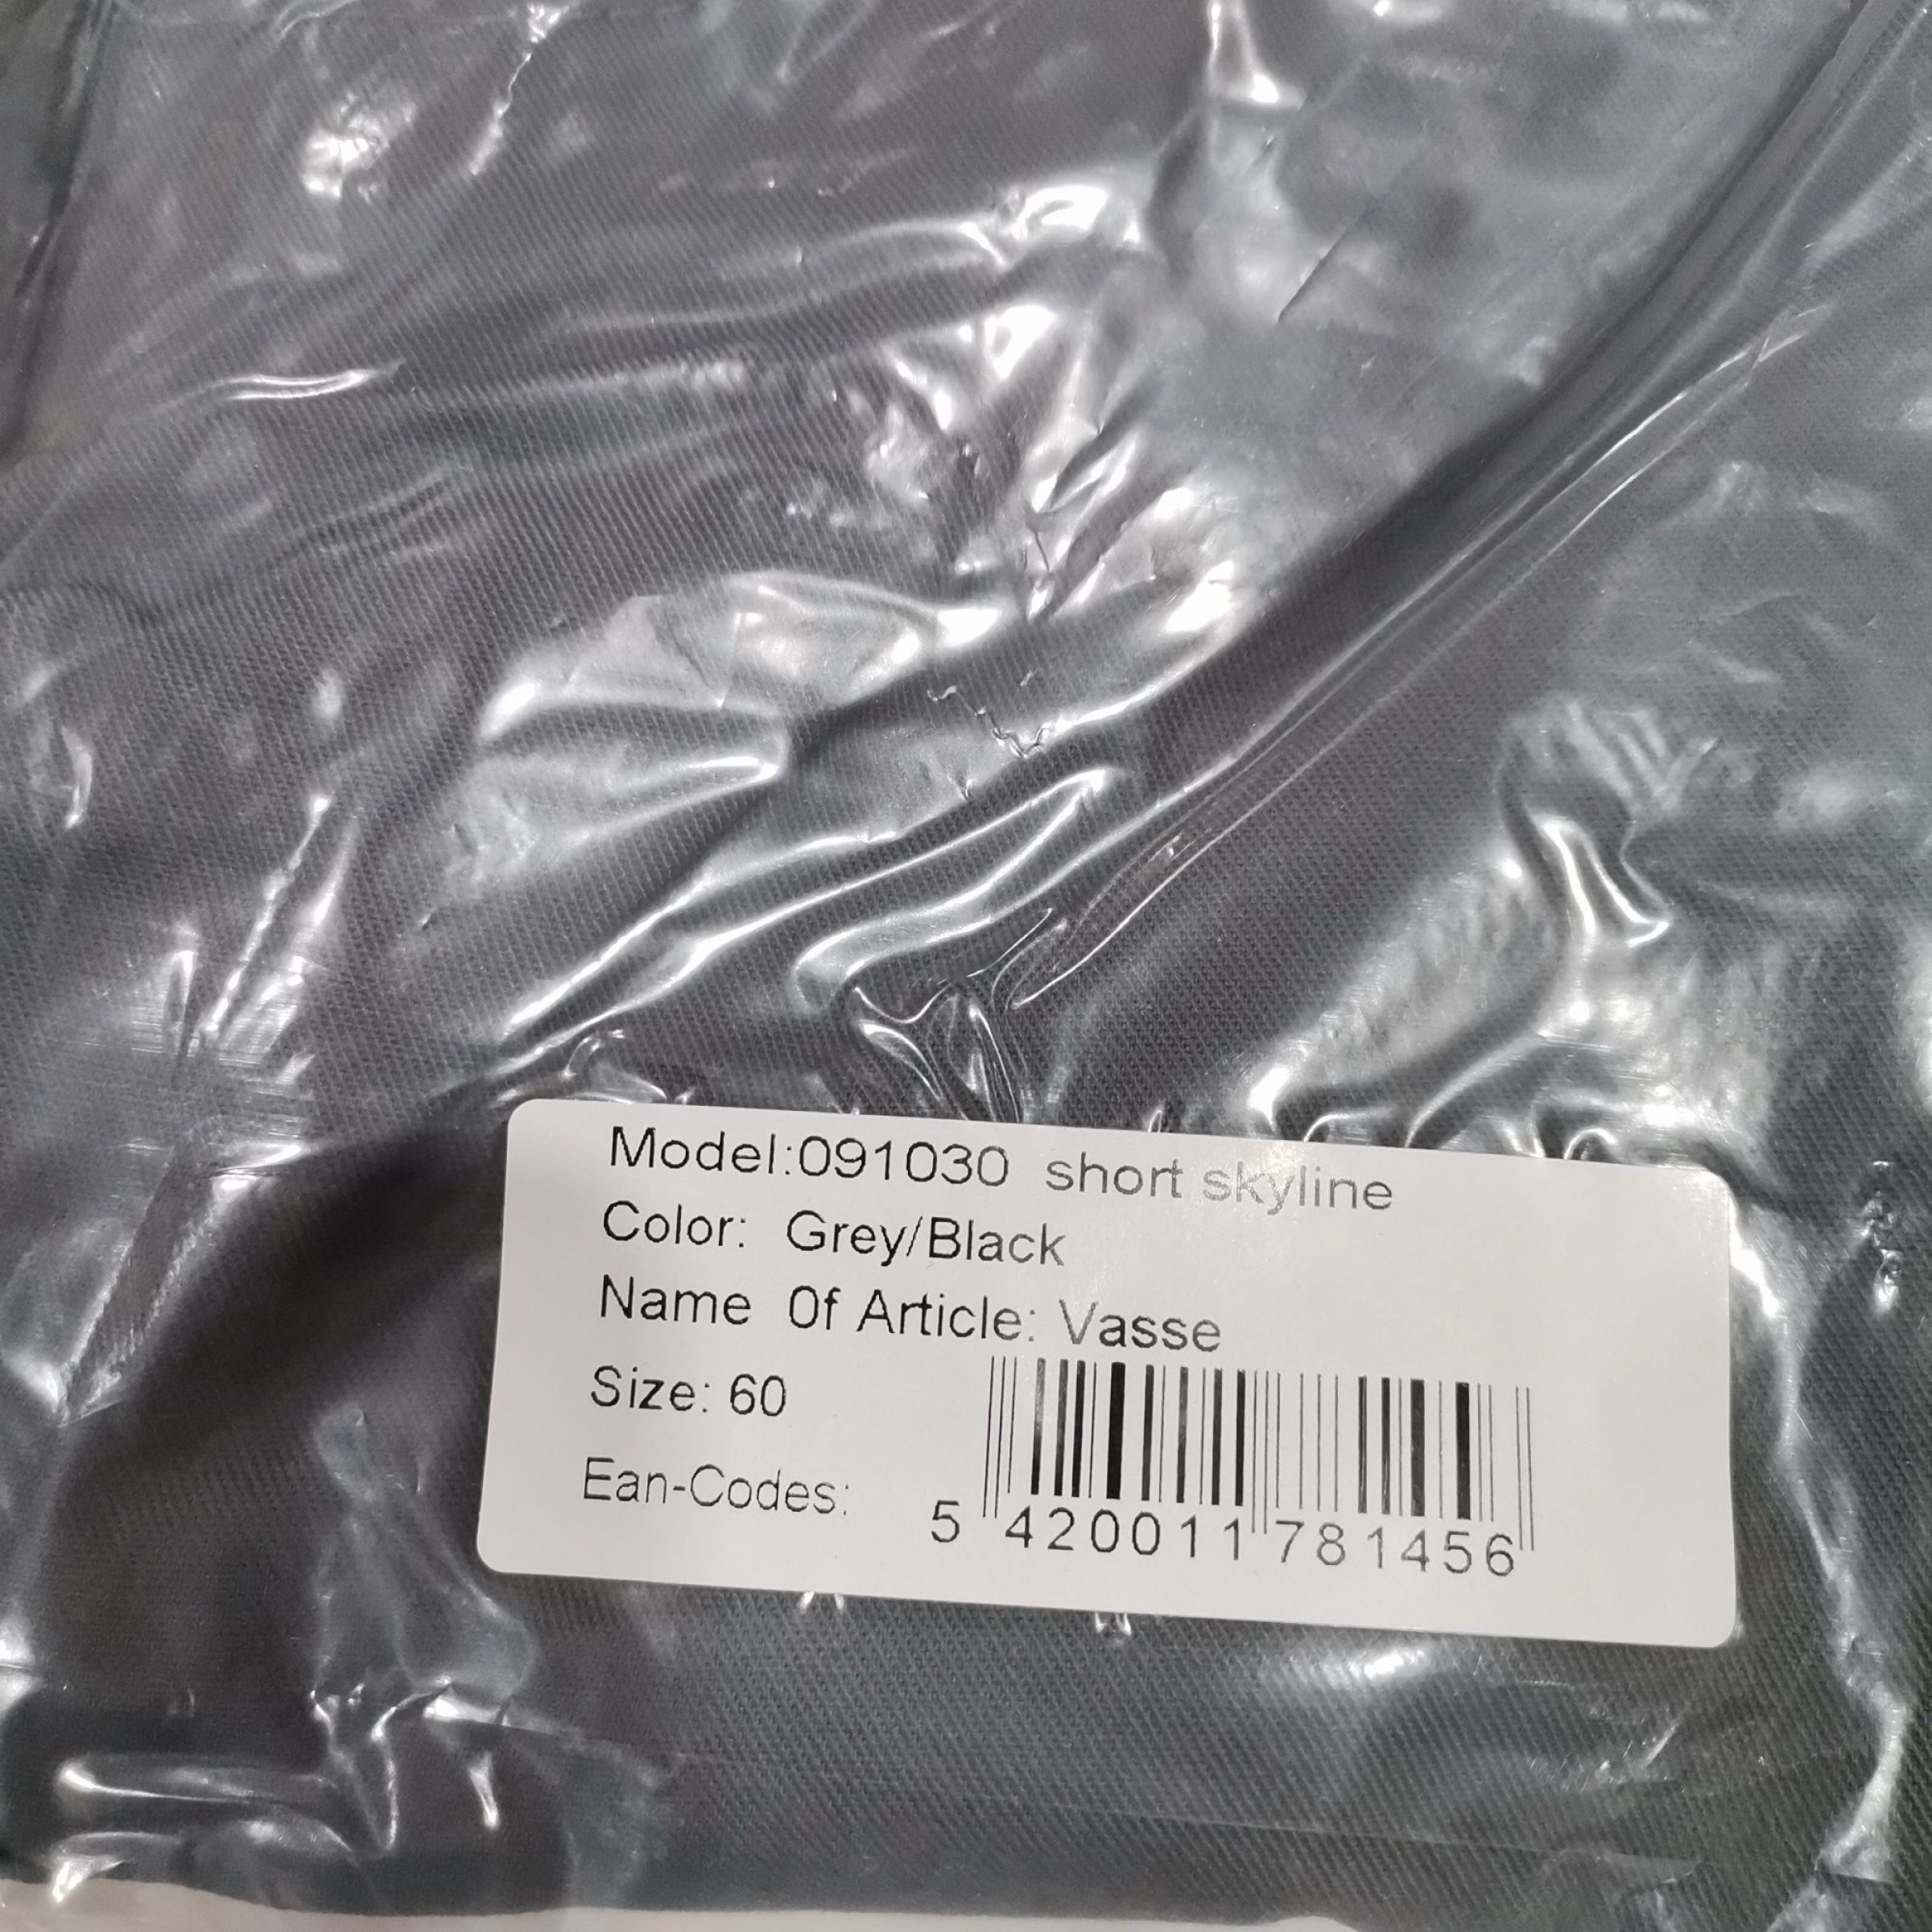 Model:091030 short skyline
Color: Grey/Black
Name 0f Article: Vasse
Size: 60
Ean-Codes:
5 420011 781456